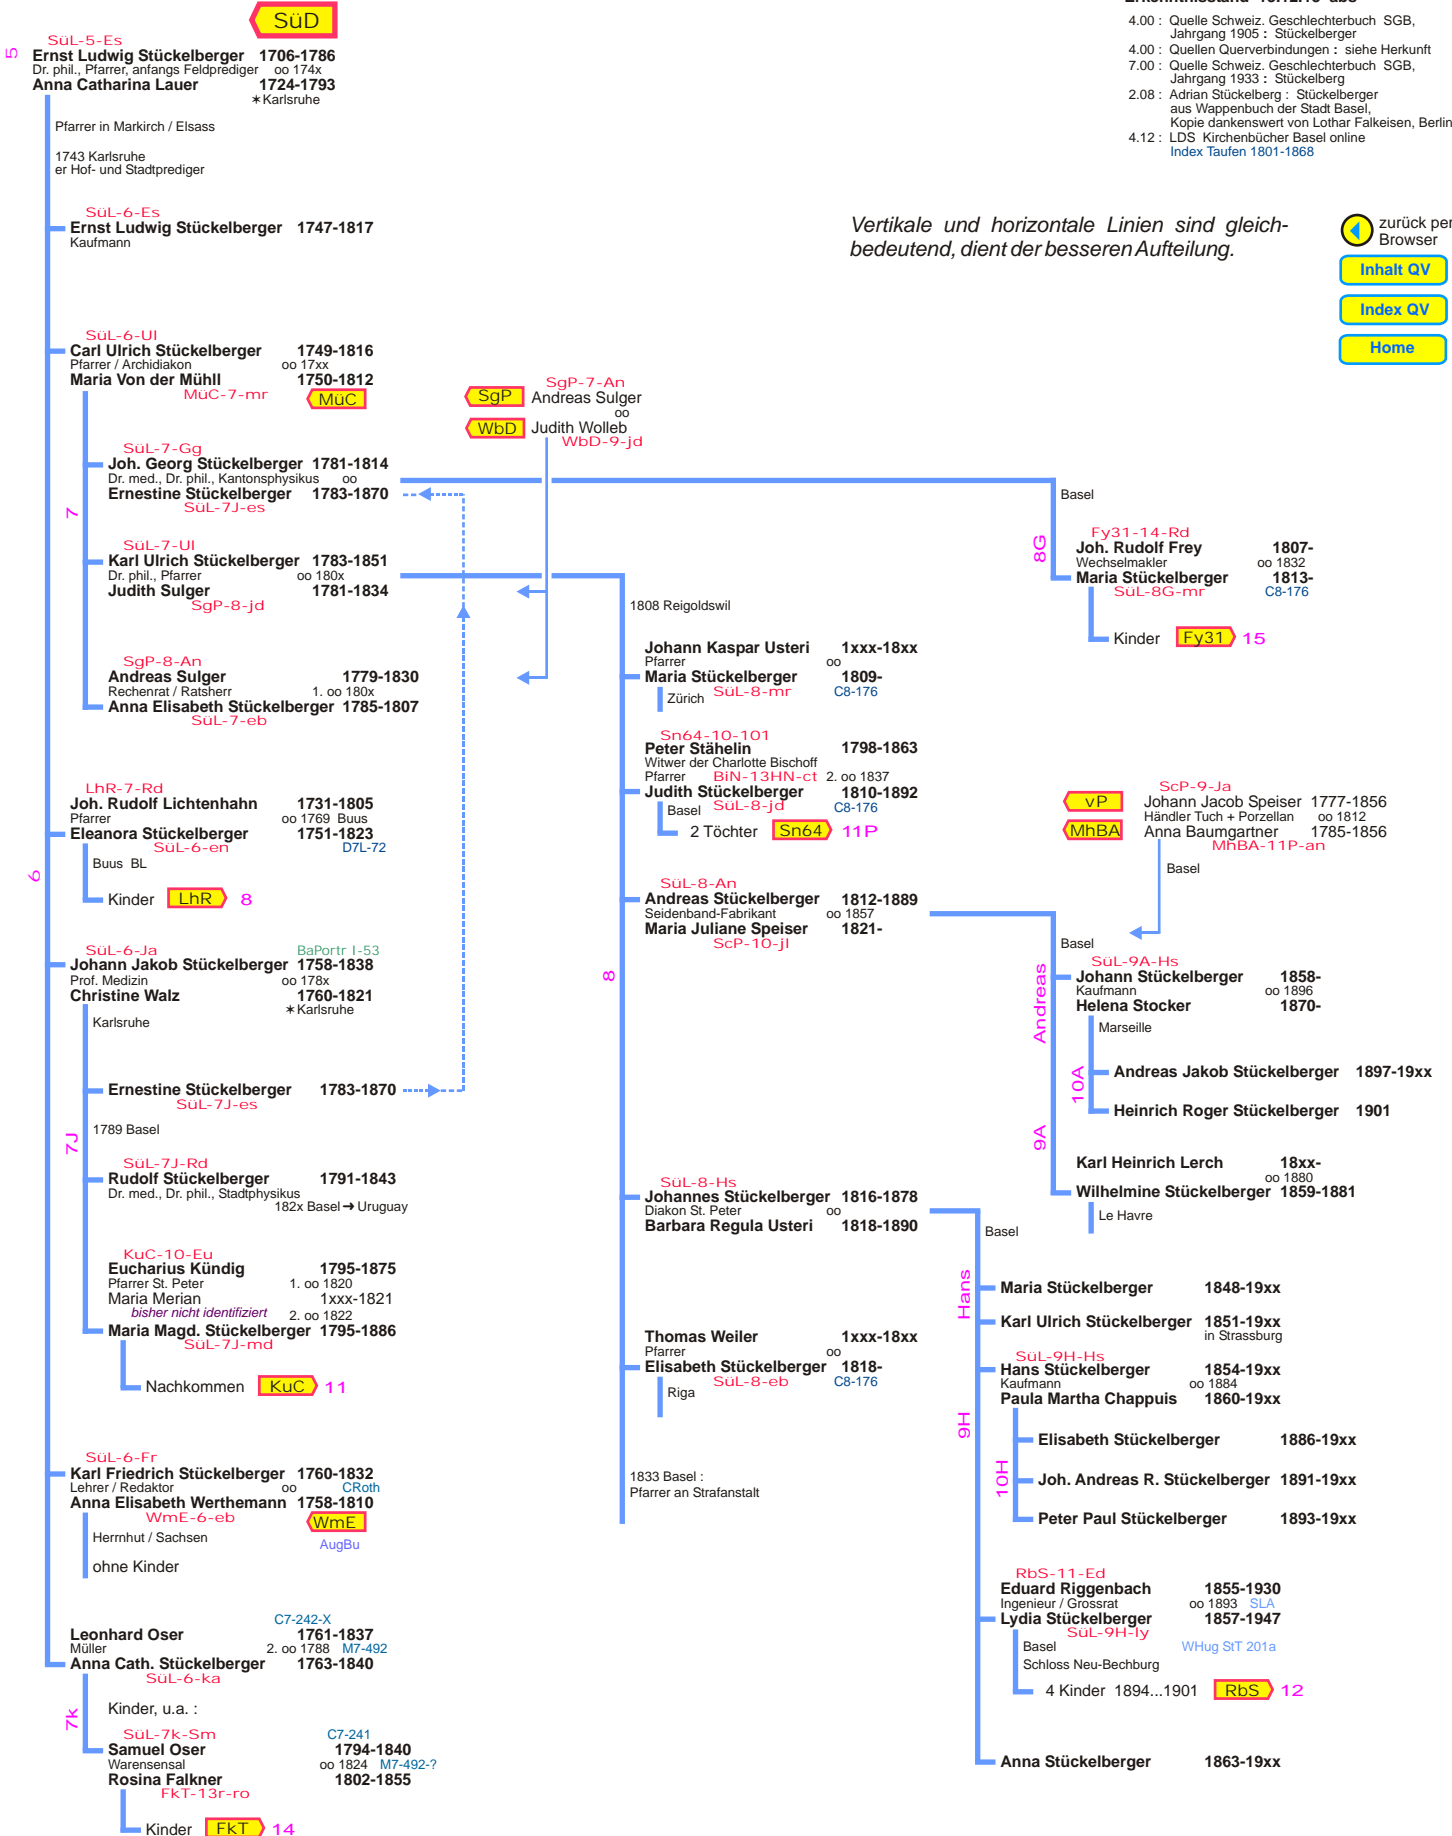 SüD
SüL-5-Es
5
Ernst Ludwig Stückelberger 1706-1786
Dr. phil., Pfarrer, anfangs Feldprediger oo 174x
Anna Catharina Lauer 1724-1793
✶Karlsruhe
Pfarrer in Markirch / Elsass
1743 Karlsruhe
er Hof- und Stadtprediger
4.00 : Quelle Schweiz. Geschlechterbuch SGB,
Jahrgang 1905 : Stückelberger
4.00 : Quellen Querverbindungen : siehe Herkunft
7.00 : Quelle Schweiz. Geschlechterbuch SGB,
Jahrgang 1933 : Stückelberg
2.08 : Adrian Stückelberg : Stückelberger
aus Wappenbuch der Stadt Basel,
Kopie dankenswert von Lothar Falkeisen, Berlin
4.12 : LDS Kirchenbücher Basel online
Index Taufen 1801-1868
Vertikale und horizontale Linien sind gleich-
bedeutend, dient der besseren Aufteilung.
zurück per
Browser
Inhalt QV
Index QV
Home
SüL-6-Es
Ernst Ludwig Stückelberger 1747-1817
Kaufmann
SüL-6-Ul
Carl Ulrich Stückelberger 1749-1816
Pfarrer / Archidiakon oo 17xx
Maria Von der Mühll 1750-1812
MüC-7-mr MüC
SüL-7-Gg
Joh. Georg Stückelberger 1781-1814
Dr. med., Dr. phil., Kantonsphysikus oo
Ernestine Stückelberger 1783-1870
SüL-7J-es
7
SüL-7-Ul
Karl Ulrich Stückelberger 1783-1851
Dr. phil., Pfarrer oo 180x
Judith Sulger 1781-1834
SgP-8-jd
SgP-8-An
Andreas Sulger 1779-1830
Rechenrat / Ratsherr 1. oo 180x
Anna Elisabeth Stückelberger 1785-1807
SüL-7-eb
SgP-7-An
SgP Andreas Sulger
oo
WbD Judith Wolleb
WbD-9-jd
LhR-7-Rd
Joh. Rudolf Lichtenhahn 1731-1805
Pfarrer oo 1769 Buus
Eleanora Stückelberger 1751-1823
SüL-6-en D7L-72
Buus BL
6
Kinder LhR 8
SüL-6-Ja BaPortr I-53
Johann Jakob Stückelberger 1758-1838
Prof. Medizin oo 178x
Christine Walz 1760-1821
✶Karlsruhe
Karlsruhe
Ernestine Stückelberger 1783-1870
SüL-7J-es
1789 Basel
7J
SüL-7J-Rd
Rudolf Stückelberger 1791-1843
Dr. med., Dr. phil., Stadtphysikus
182x Basel ➔ Uruguay
KuC-10-Eu
Eucharius Kündig 1795-1875
Pfarrer St. Peter 1. oo 1820
Maria Merian 1xxx-1821
bisher nicht identifiziert 2. oo 1822
Maria Magd. Stückelberger 1795-1886
SüL-7J-md
Nachkommen KuC 11
SüL-6-Fr
Karl Friedrich Stückelberger 1760-1832
Lehrer / Redaktor oo CRoth
Anna Elisabeth Werthemann 1758-1810
WmE-6-eb WmE
Herrnhut / Sachsen AugBu
ohne Kinder
C7-242-X
Leonhard Oser 1761-1837
Müller 2. oo 1788 M7-492
Anna Cath. Stückelberger 1763-1840
SüL-6-ka
Kinder, u.a. :
7k
SüL-7k-Sm C7-241
Samuel Oser 1794-1840
Warensensal oo 1824 M7-492-?
Rosina Falkner 1802-1855
FkT-13r-ro
Kinder FkT 14
1808 Reigoldswil
Johann Kaspar Usteri 1xxx-18xx
Pfarrer oo
Maria Stückelberger 1809-
SüL-8-mr C8-176
Zürich
Sn64-10-101
Peter Stähelin 1798-1863
Witwer der Charlotte Bischoff
Pfarrer BiN-13HN-ct 2. oo 1837
Judith Stückelberger 1810-1892
Basel SüL-8-jd C8-176
2 Töchter Sn64 11P
SüL-8-An
Andreas Stückelberger 1812-1889
Seidenband-Fabrikant oo 1857
Maria Juliane Speiser 1821-
ScP-10-jl
8
SüL-8-Hs
Johannes Stückelberger 1816-1878
Diakon St. Peter oo
Barbara Regula Usteri 1818-1890
Thomas Weiler 1xxx-18xx
Pfarrer oo
Elisabeth Stückelberger 1818-
SüL-8-eb C8-176
Riga
1833 Basel :
Pfarrer an Strafanstalt
Basel
8G
Fy31-14-Rd
Joh. Rudolf Frey 1807-
Wechselmakler oo 1832
Maria Stückelberger 1813-
SüL-8G-mr C8-176
Kinder Fy31 15
ScP-9-Ja
vP Johann Jacob Speiser 1777-1856
Händler Tuch + Porzellan oo 1812
MhBA Anna Baumgartner 1785-1856
MhBA-11P-an
Basel
Basel
Andreas
SüL-9A-Hs
Johann Stückelberger 1858-
Kaufmann oo 1896
Helena Stocker 1870-
Marseille
10A
Andreas Jakob Stückelberger 1897-19xx
Heinrich Roger Stückelberger 1901
9A
Karl Heinrich Lerch 18xx-
oo 1880
Wilhelmine Stückelberger 1859-1881
Le Havre
Basel
Hans
Maria Stückelberger 1848-19xx
Karl Ulrich Stückelberger 1851-19xx
in Strassburg
SüL-9H-Hs
Hans Stückelberger 1854-19xx
Kaufmann oo 1884
Paula Martha Chappuis 1860-19xx
9H
Elisabeth Stückelberger 1886-19xx
10H
Joh. Andreas R. Stückelberger 1891-19xx
Peter Paul Stückelberger 1893-19xx
RbS-11-Ed
Eduard Riggenbach 1855-1930
Ingenieur / Grossrat oo 1893 SLA
Lydia Stückelberger 1857-1947
SüL-9H-ly
Basel WHug StT 201a
Schloss Neu-Bechburg
4 Kinder 1894...1901 RbS 12
Anna Stückelberger 1863-19xx